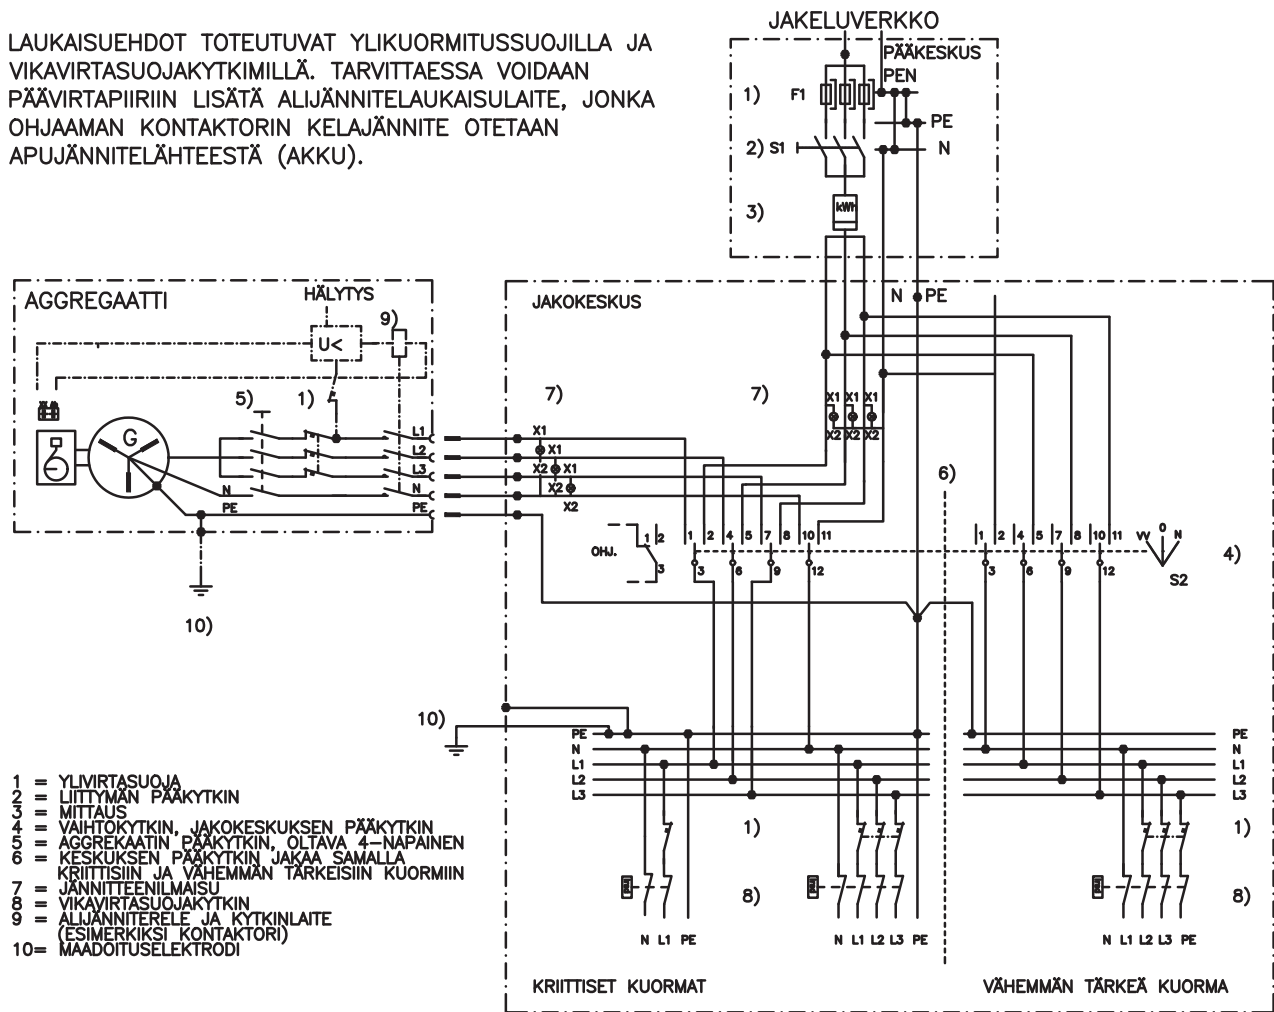 JAKELUVERKKO
LAUKAISUEHDOT TOTEUTUVAT YLIKUORMITUSSUOJILLA JA
VIKAVIRTASUOJAKYTKIMILLÄ. TARVITTAESSA VOIDAAN
PÄÄVIRTAPIIRIIN LISÄTÄ ALIJÄNNITELAUKAISULAITE, JONKA
OHJAAMAN KONTAKTORIN KELAJÄNNITE OTETAAN
APUJÄNNITELÄHTEESTÄ (AKKU).
PÄÄKESKUS
PEN
1) F1
PE
2) S1
N
3) kWh
AGGREGAATTI
HÄLYTYS
9)
U<
5) 1)
G
L1
L2
L3
N N
PE PE
10)
JAKOKESKUS
N PE
7) 7)
X1 X1 X1
X2 X2 X2
X1
X1
X2 X1
X2
X2
6)
OHJ.
1 2
3
1 2 4 5 7 8 10 11
3 6 9 12
1 2 4 5 7 8 10 11
3 6 9 12
VV 0 N
S2
4)
10)
PE
N
L1
L2
L3
PE
N
L1
L2
L3
1) 1)
8) 8)
N L1 PE
N L1 L2 L3 PE
N L1 L2 L3 PE
KRIITTISET KUORMAT
VÄHEMMÄN TÄRKEÄ KUORMA
1 = YLIVIRTASUOJA
2 = LIITTYMÄN PÄÄKYTKIN
3 = MITTAUS
4 = VAIHTOKYTKIN, JAKOKESKUKSEN PÄÄKYTKIN
5 = AGGREKAATIN PÄÄKYTKIN, OLTAVA 4-NAPAINEN
6 = KESKUKSEN PÄÄKYTKIN JAKAA SAMALLA
KRIITTISIIN JA VÄHEMMÄN TÄRKEISIIN KUORMIIN
7 = JÄNNITTEENILMAISU
8 = VIKAVIRTASUOJAKYTKIN
9 = ALIJÄNNITERELE JA KYTKINLAITE
(ESIMERKIKSI KONTAKTORI)
10= MAADOITUSELEKTRODI